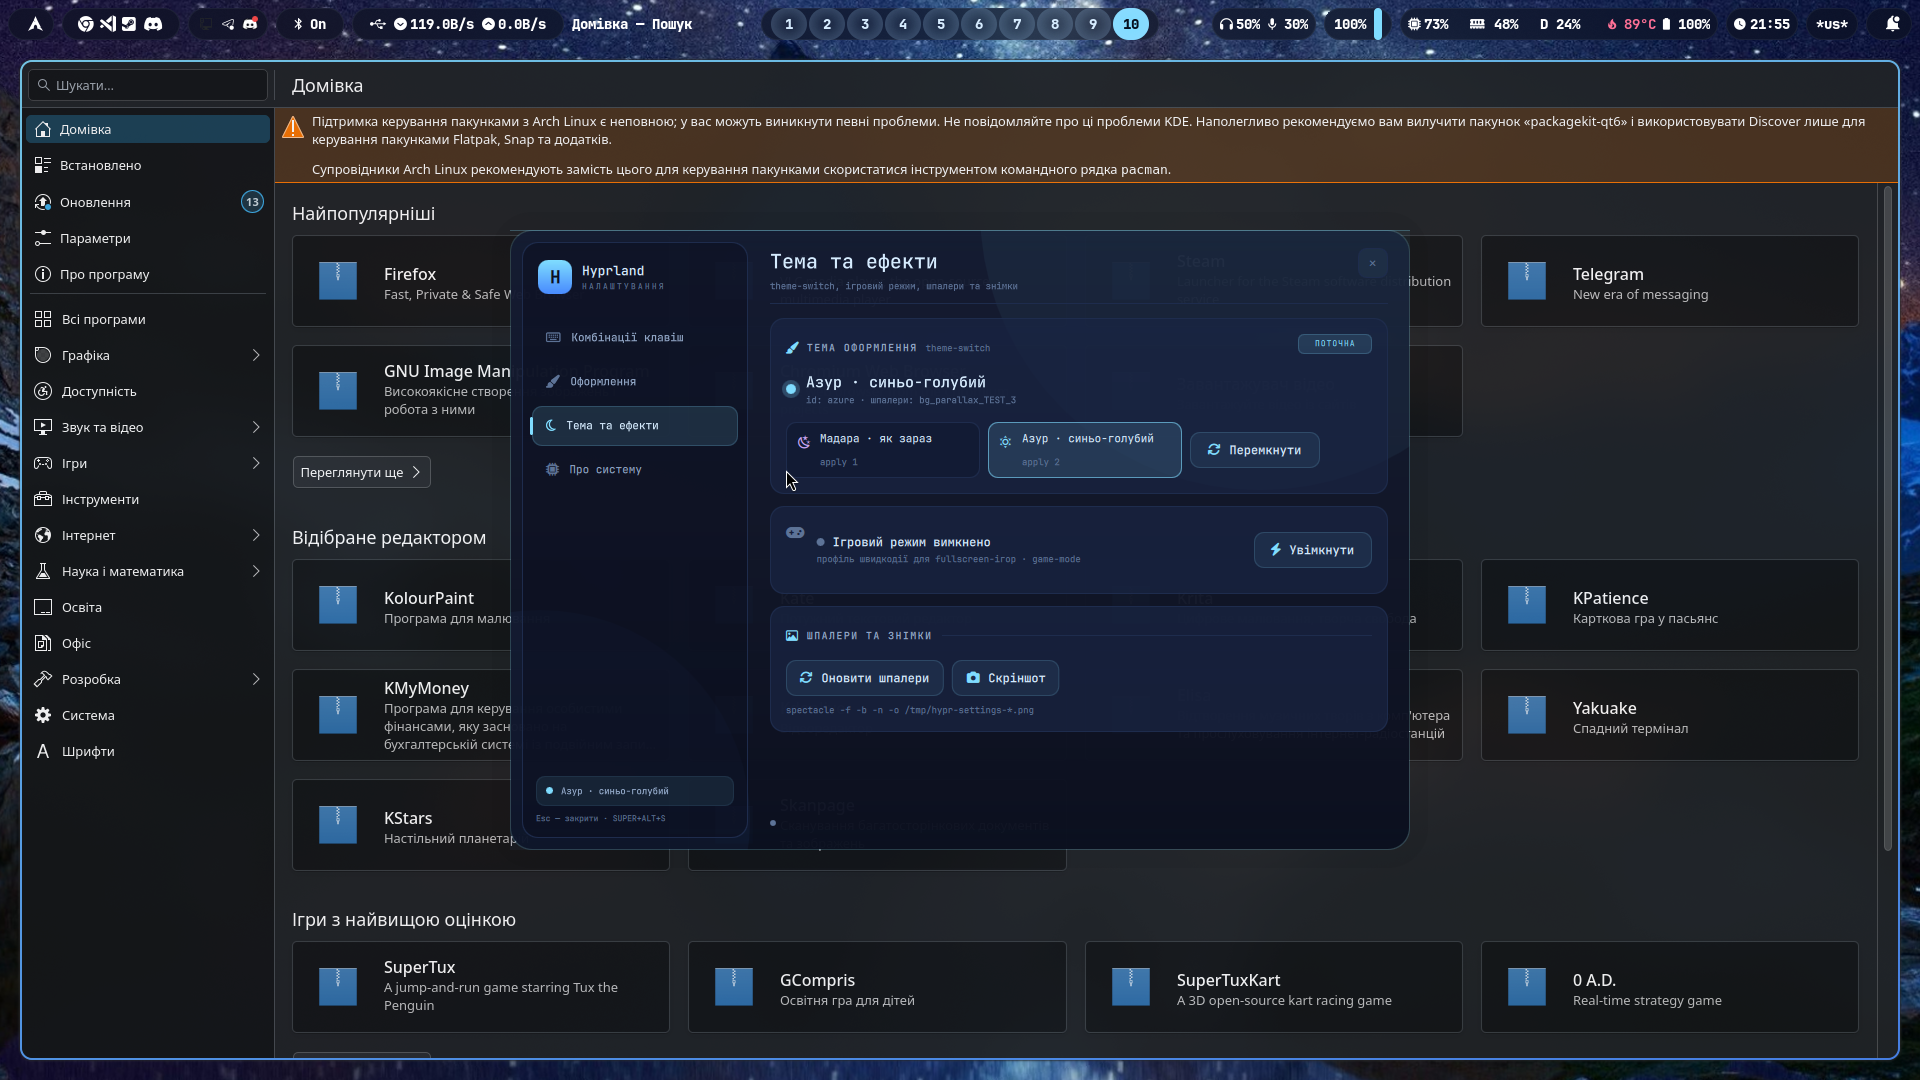 On
119.0B/s 0.0B/s
Домівка — Пошук
1 2 3 4 5 6 7 8 9 10
50% 30%
100%
73% 48% D 24% 89°C 100%
21:55
*us*
Шукати...
Домівка
Домівка
Встановлено
Оновлення 13
Параметри
Про програму
Всі програми
Графіка
Доступність
Звук та відео
Ігри
Інструменти
Інтернет
Наука і математика
Освіта
Офіс
Розробка
Система
Шрифти
Підтримка керування пакунками з Arch Linux є неповною; у вас можуть виникнути певні проблеми. Не повідомляйте про ці проблеми KDE. Наполегливо рекомендуємо вам вилучити пакунок «packagekit-qt6» і використовувати Discover лише для
керування пакунками Flatpak, Snap та додатків.
Супровідники Arch Linux рекомендують замість цього для керування пакунками скористатися інструментом командного рядка pacman.
Найпопулярніші
Firefox
Fast, Private & Safe W
Steam
bution
Telegram
New era of messaging
GNU Image Man
Високоякісне створе
робота з ними
Переглянути ще
Відібране редактором
KolourPaint
Програма для малю
Kate
Krita
а
KPatience
Карткова гра у пасьянс
KMyMoney
Програма для керув
фінансами, яку засн
бухгалтерській систе
'ютера
танцій
Yakuake
Спадний термінал
KStars
Настільний планетар
Skanpage
Ігри з найвищою оцінкою
SuperTux
A jump-and-run game starring Tux the
Penguin
GCompris
Освітня гра для дітей
SuperTuxKart
A 3D open-source kart racing game
0 A.D.
Real-time strategy game
H
Hyprland
НАЛАШТУВАННЯ
Комбінації клавіш
Оформлення
Тема та ефекти
Про систему
Азур · синьо-голубий
Esc — закрити · SUPER+ALT+S
Тема та ефекти
theme-switch, ігровий режим, шпалери та знімки
×
ТЕМА ОФОРМЛЕННЯ theme-switch
ПОТОЧНА
Азур · синьо-голубий
id: azure · шпалери: bg_parallax_TEST_3
Мадара · як зараз
apply 1
Азур · синьо-голубий
apply 2
Перемкнути
Ігровий режим вимкнено
профіль швидкодії для fullscreen-ігор · game-mode
Увімкнути
ШПАЛЕРИ ТА ЗНІМКИ
Оновити шпалери
Скріншот
spectacle -f -b -n -o /tmp/hypr-settings-*.png